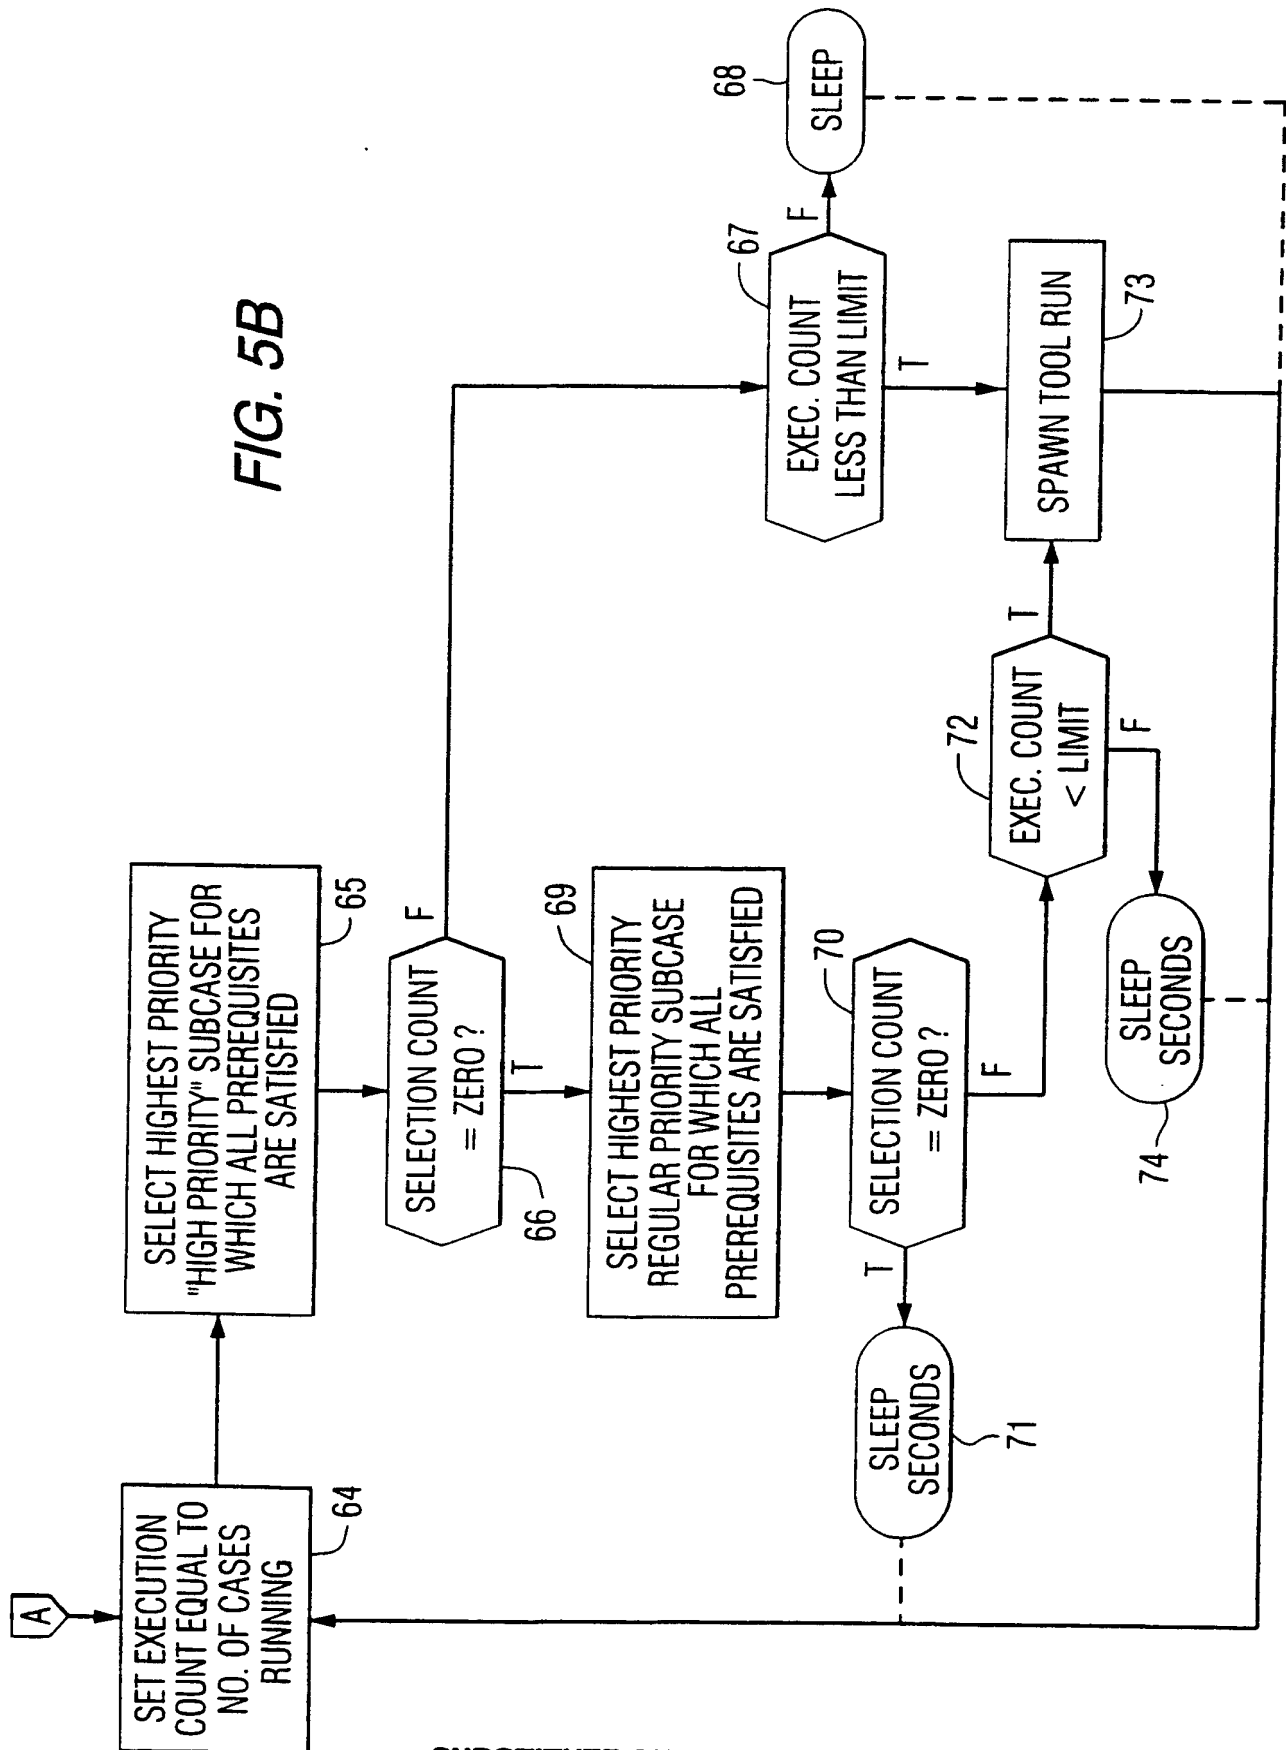 FIG. 5B
A
SET EXECUTION
COUNT EQUAL TO
NO. OF CASES
RUNNING
64
SELECT HIGHEST PRIORITY
"HIGH PRIORITY" SUBCASE FOR
WHICH ALL PREREQUISITES
ARE SATISFIED
65
SELECTION COUNT
= ZERO?
66
F
T
EXEC. COUNT
LESS THAN LIMIT
67
F
T
SLEEP
68
SELECT HIGHEST PRIORITY
REGULAR PRIORITY SUBCASE
FOR WHICH ALL
PREREQUISITES ARE SATISFIED
69
SELECTION COUNT
= ZERO?
70
T
F
SLEEP
SECONDS
71
EXEC. COUNT
< LIMIT
72
T
F
SPAWN TOOL RUN
73
SLEEP
SECONDS
74